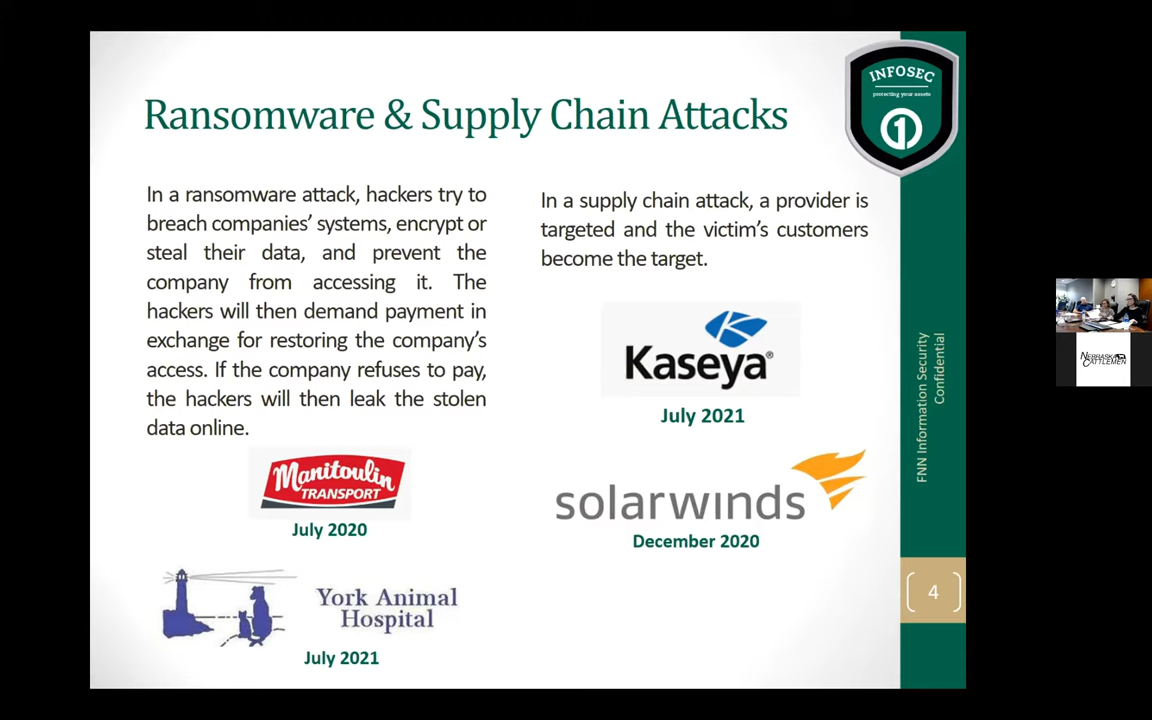 Ransomware & Supply Chain Attacks
In a ransomware attack, hackers try to
breach companies’ systems, encrypt or
steal their data, and prevent the
company from accessing it. The
hackers will then demand payment in
exchange for restoring the company’s
access. If the company refuses to pay,
the hackers will then leak the stolen
data online.
Manitoulin
TRANSPORT
July 2020
York Animal
Hospital
July 2021
In a supply chain attack, a provider is
targeted and the victim’s customers
become the target.
Kaseya®
July 2021
solarwinds
December 2020
INFOSEC
protecting your assets
1
FNN Information Security
Confidential
4
NEBRASKA
CATTLEMEN